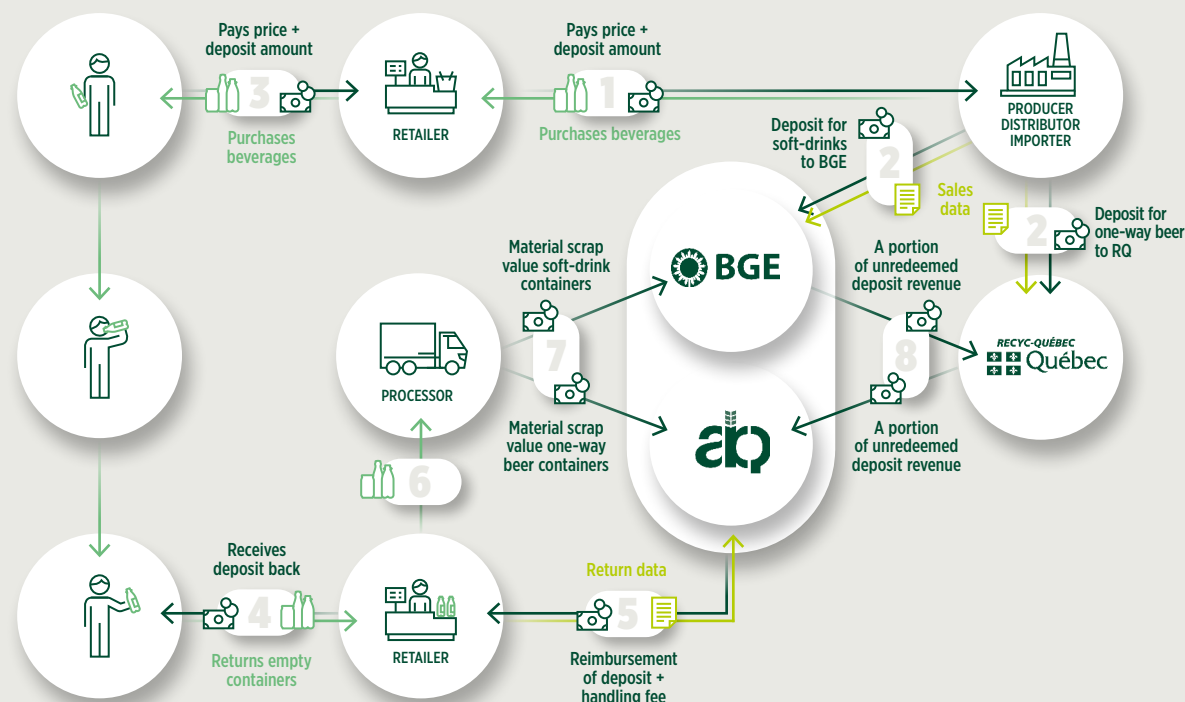 Pays price +
deposit amount
3
Purchases
beverages
RETAILER
Pays price +
deposit amount
1
Purchases beverages
PRODUCER
DISTRIBUTOR
IMPORTER
Deposit for
soft-drinks
to BGE
2
Sales
data
2
Deposit for
one-way beer
to RQ
Material scrap
value soft-drink
containers
BGE
A portion
of unredeemed
deposit revenue
PROCESSOR
7
8
RECYC-QUÉBEC
Québec
Material scrap
value one-way
beer containers
abq
A portion
of unredeemed
deposit revenue
6
Receives
deposit back
4
Returns empty
containers
RETAILER
Return data
5
Reimbursement
of deposit +
handling fee